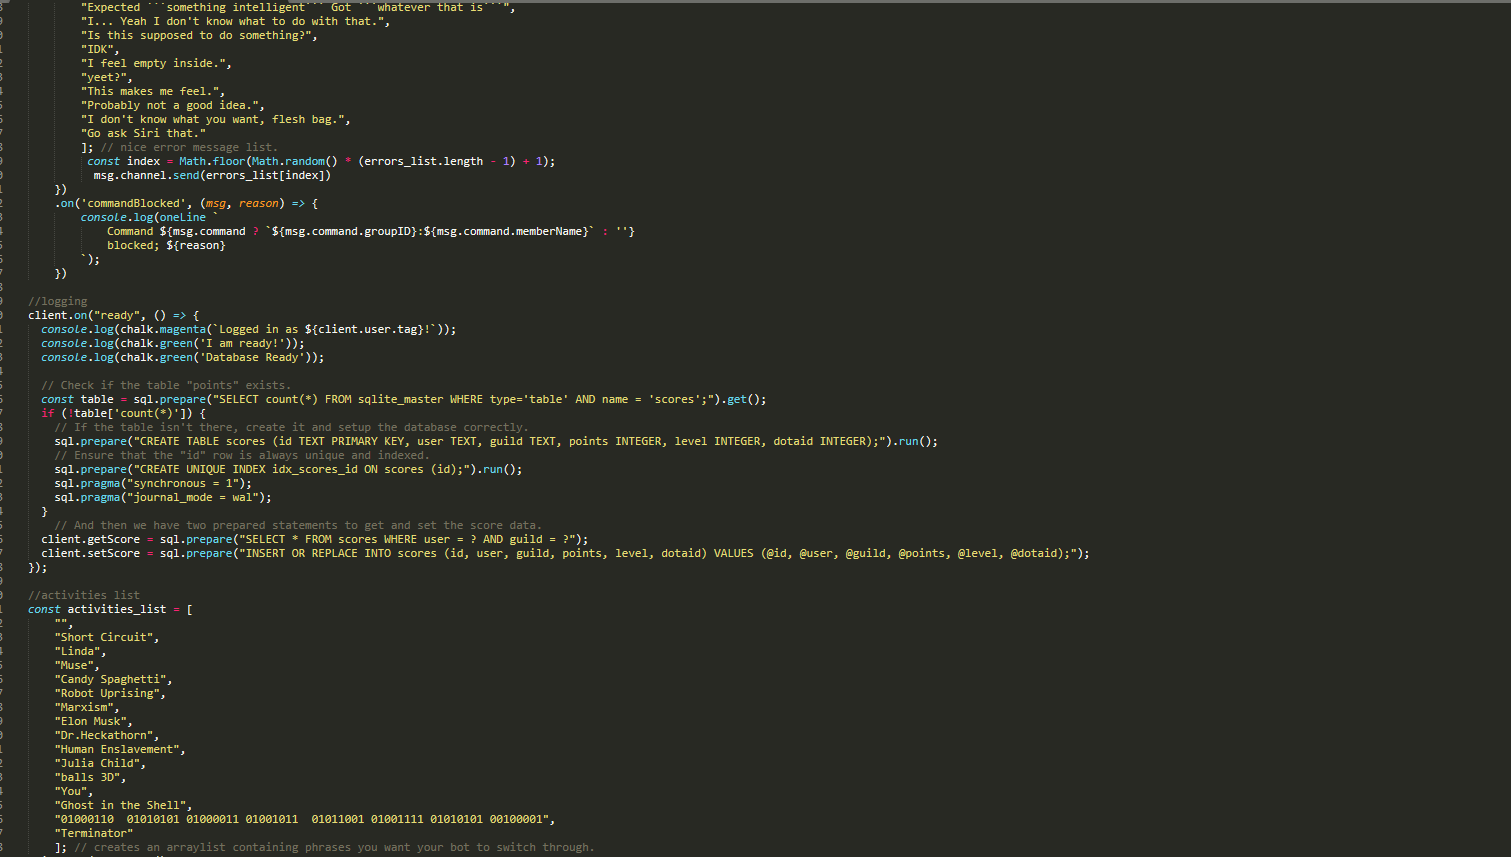 "Expected ```something intelligent``` Got ```whatever that is```",
"I... Yeah I don't know what to do with that.",
"Is this supposed to do something?",
"IDK",
"I feel empty inside.",
"yeet?",
"This makes me feel.",
"Probably not a good idea.",
"I don't know what you want, flesh bag.",
"Go ask Siri that."
]; // nice error message list.
const index = Math.floor(Math.random() * (errors_list.length - 1) + 1);
msg.channel.send(errors_list[index])
})
.on('commandBlocked', (msg, reason) => {
console.log(oneLine `
Command ${msg.command ? `${msg.command.groupID}:${msg.command.memberName}` : ''}
blocked; ${reason}
`);
})
//logging
client.on("ready", () => {
console.log(chalk.magenta(`Logged in as ${client.user.tag}!`));
console.log(chalk.green('I am ready!'));
console.log(chalk.green('Database Ready'));
// Check if the table "points" exists.
const table = sql.prepare("SELECT count(*) FROM sqlite_master WHERE type='table' AND name = 'scores';").get();
if (!table['count(*)']) {
// If the table isn't there, create it and setup the database correctly.
sql.prepare("CREATE TABLE scores (id TEXT PRIMARY KEY, user TEXT, guild TEXT, points INTEGER, level INTEGER, dotaid INTEGER);").run();
// Ensure that the "id" row is always unique and indexed.
sql.prepare("CREATE UNIQUE INDEX idx_scores_id ON scores (id);").run();
sql.pragma("synchronous = 1");
sql.pragma("journal_mode = wal");
}
// And then we have two prepared statements to get and set the score data.
client.getScore = sql.prepare("SELECT * FROM scores WHERE user = ? AND guild = ?");
client.setScore = sql.prepare("INSERT OR REPLACE INTO scores (id, user, guild, points, level, dotaid) VALUES (@id, @user, @guild, @points, @level, @dotaid);");
});
//activities list
const activities_list = [
"",
"Short Circuit",
"Linda",
"Muse",
"Candy Spaghetti",
"Robot Uprising",
"Marxism",
"Elon Musk",
"Dr.Heckathorn",
"Human Enslavement",
"Julia Child",
"balls 3D",
"You",
"Ghost in the Shell",
"01000110  01010101 01000011 01001011  01011001 01001111 01010101 00100001",
"Terminator"
]; // creates an arraylist containing phrases you want your bot to switch through.